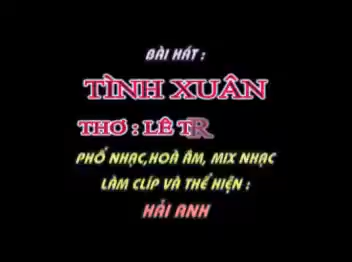 BÀI HÁT :
TÌNH XUÂN
THƠ : LÊ TR
PHỔ NHẠC,HOÀ ÂM, MIX NHẠC
LÀM CLÍP VÀ THỂ HIỆN :
HẢI ANH